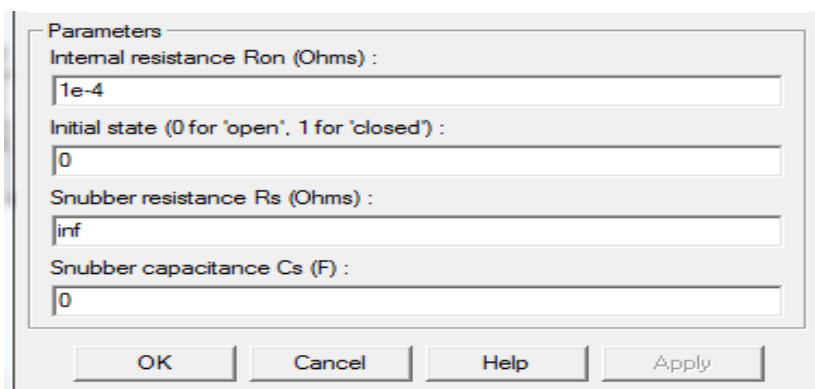 Parameters
Internal resistance Ron (Ohms) :
1e-4
Initial state (0 for 'open', 1 for 'closed') :
0
Snubber resistance Rs (Ohms) :
inf
Snubber capacitance Cs (F) :
0
OK Cancel Help Apply